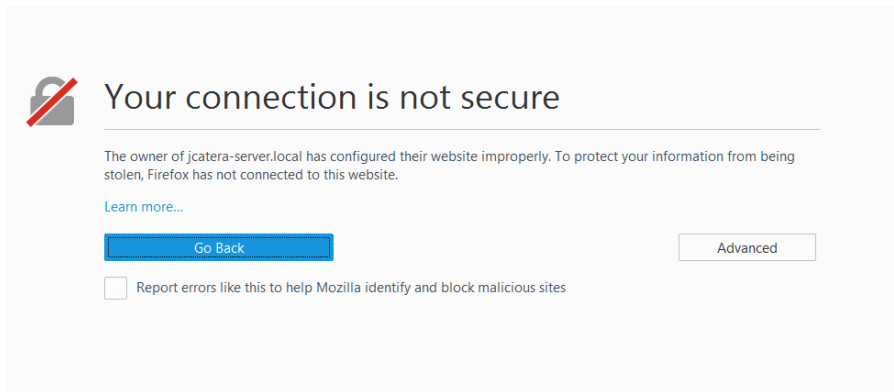 Your connection is not secure
The owner of jcatera-server.local has configured their website improperly. To protect your information from being
stolen, Firefox has not connected to this website.
Learn more...
Go Back
Advanced
Report errors like this to help Mozilla identify and block malicious sites